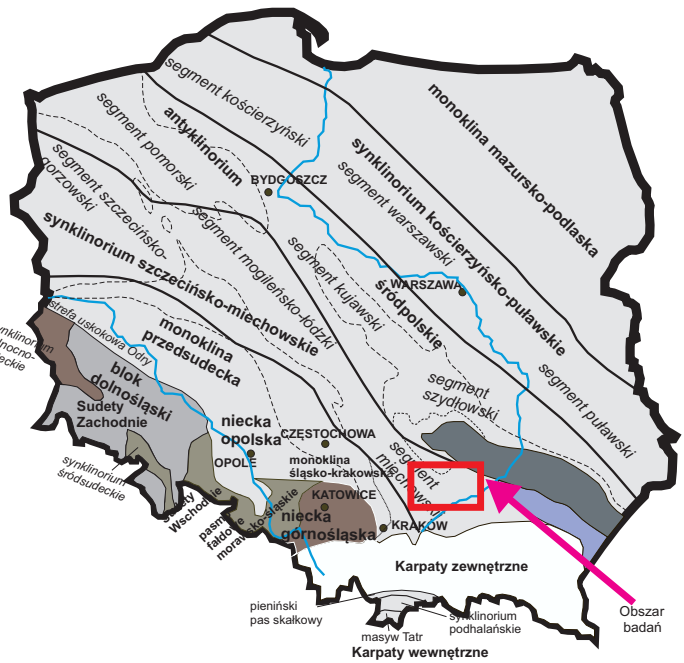 segment kościerzyński
monoklina mazursko-podlaska
segment pomorski
antyklinorium
segment szczecińsko-
gorzowski
BYDGOSZCZ
synklinorium kościerzyńsko-puławskie
segment warszawski
synklinorium szczecińsko-miechowskie
segment mogileńsko-łódzki
segment kujawski
WARSZAWA
śródpolskie
strefa uskokowa Odry
monoklina
przedsudecka
blok
dolnośląski
Sudety
Zachodnie
segment
szydłowski
segment puławski
niecka
opolska
CZĘSTOCHOWA
OPOLE
monoklina
śląsko-krakowska
segment
miechowski
synklinorium
śródsudeckie
Wschodnie
pasmo
fałdowe
morawsko-śląskie
KATOWICE
niecka
górnośląska
KRAKÓW
Karpaty zewnętrzne
pieniński
pas skałkowy
synklinorium
podhalańskie
masyw Tatr
Karpaty wewnętrzne
Obszar
badań